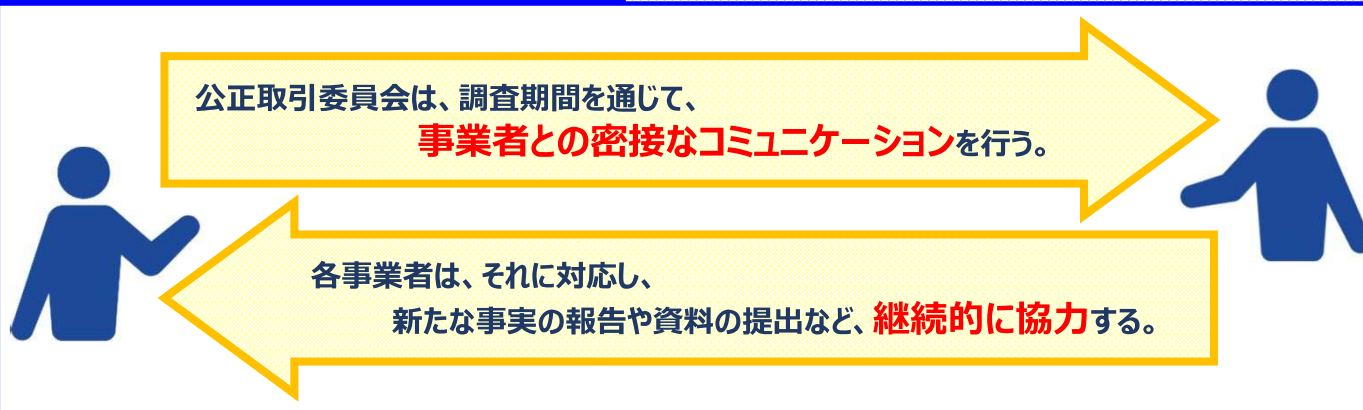 公正取引委員会は、調査期間を通じて、
事業者との密接なコミュニケーションを行う。
各事業者は、それに対応し、
新たな事実の報告や資料の提出など、継続的に協力する。